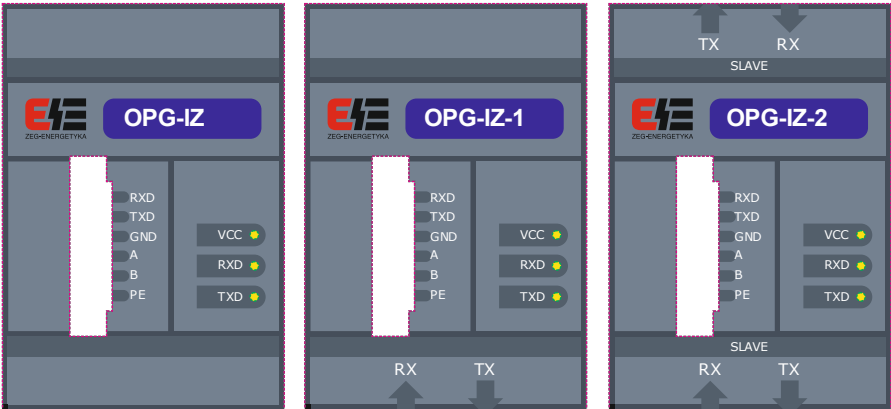 OPG-IZ
ZEG-ENERGETYKA
RXD
TXD
GND
A
B
PE
VCC
RXD
TXD
OPG-IZ-1
ZEG-ENERGETYKA
RXD
TXD
GND
A
B
PE
VCC
RXD
TXD
RX TX
TX RX
SLAVE
OPG-IZ-2
ZEG-ENERGETYKA
RXD
TXD
GND
A
B
PE
VCC
RXD
TXD
SLAVE
RX TX